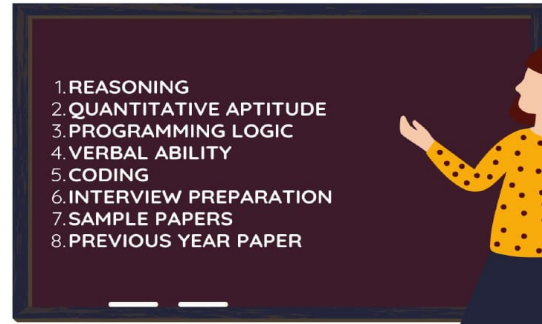 1. REASONING
2. QUANTITATIVE APTITUDE
3. PROGRAMMING LOGIC
4. VERBAL ABILITY
5. CODING
6. INTERVIEW PREPARATION
7. SAMPLE PAPERS
8. PREVIOUS YEAR PAPER